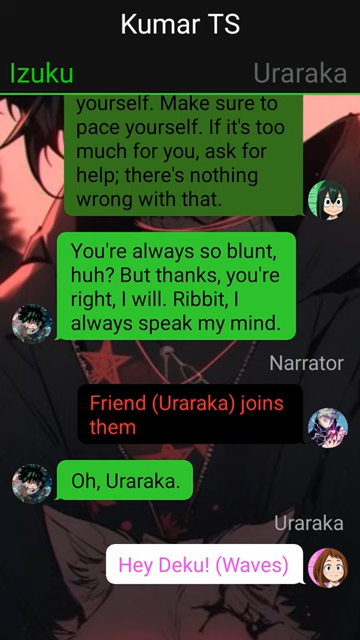 Kumar TS
Izuku
Uraraka
yourself. Make sure to
pace yourself. If it's too
much for you, ask for
help; there's nothing
wrong with that.
You're always so blunt,
huh? But thanks, you're
right, I will. Ribbit, I
always speak my mind.
Narrator
Friend (Uraraka) joins
them
Oh, Uraraka.
Uraraka
Hey Deku! (Waves)